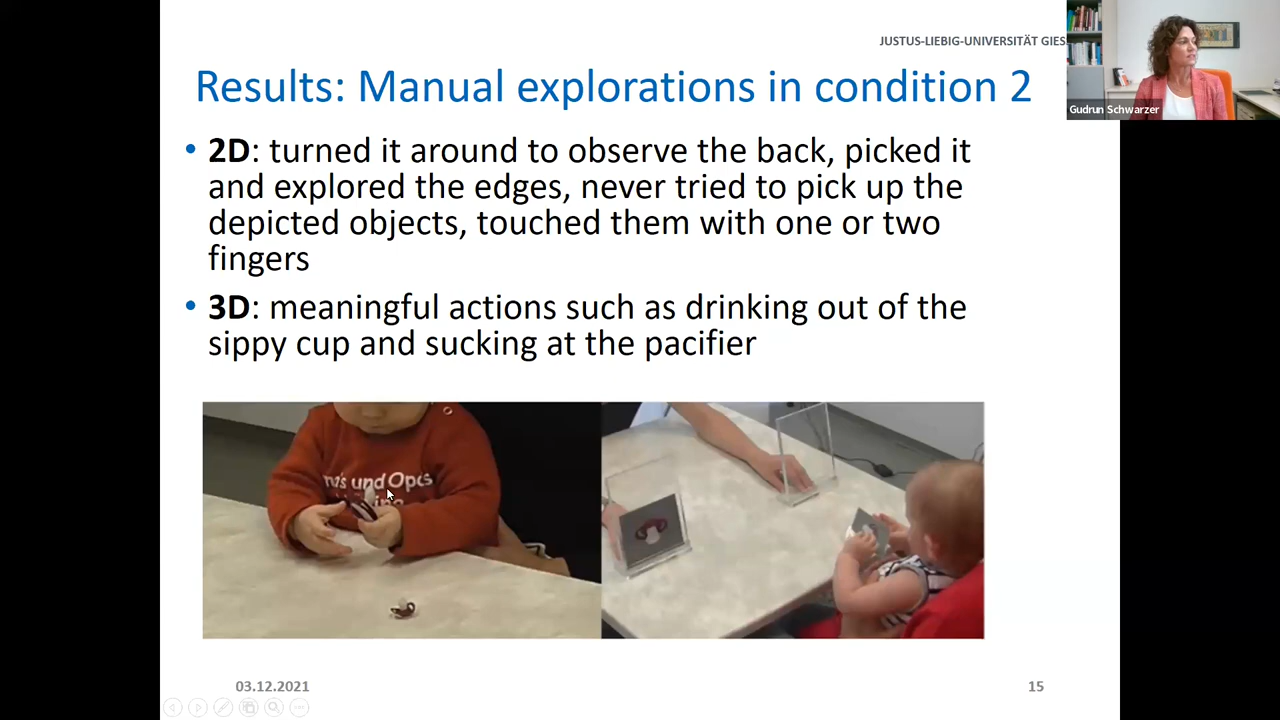 JUSTUS-LIEBIG-UNIVERSITÄT GIES
Gudrun Schwarzer
Results: Manual explorations in condition 2
• 2D: turned it around to observe the back, picked it
and explored the edges, never tried to pick up the
depicted objects, touched them with one or two
fingers
• 3D: meaningful actions such as drinking out of the
sippy cup and sucking at the pacifier
und Opa's
03.12.2021
15